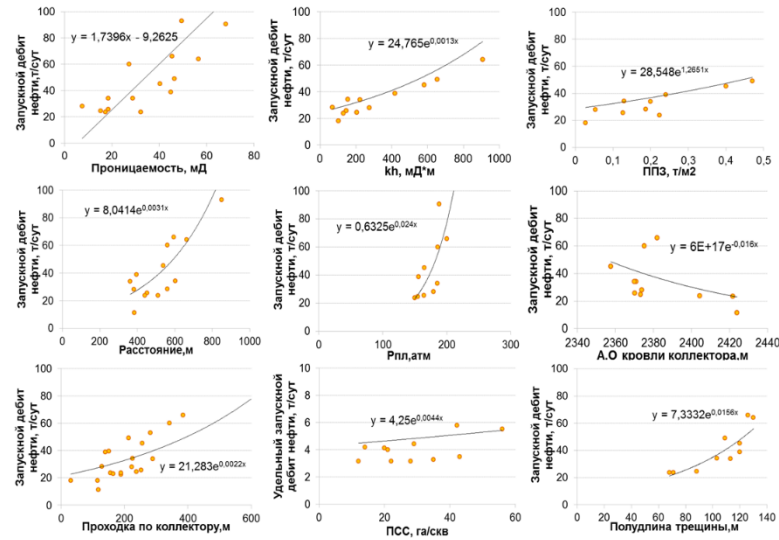 Запускной дебит
нефти,т/сут
100
80
60
40
20
0
y = 1,7396x - 9,2625
0 20 40 60 80
Проницаемость, мД
Запускной дебит
нефти, т/сут
100
80
60
40
20
0
y = 24,765e^0,0013x
0 200 400 600 800 1000
kh, мД*м
Запускной дебит
нефти, т/сут
100
80
60
40
20
0
y = 28,548e^1,2651x
0 0,1 0,2 0,3 0,4 0,5
ППЗ, т/м2
Запускной дебит
нефти, т/сут
100
80
60
40
20
0
y = 8,0414e^0,0031x
0 200 400 600 800 1000
Расстояние,м
Запускной дебит
нефти, т/сут
100
80
60
40
20
0
y = 0,6325e^0,024x
0 100 200 300
Рпл,атм
Запускной дебит
нефти, т/сут
100
80
60
40
20
0
y = 6E+17e^-0,016x
2340 2360 2380 2400 2420 2440
А.О кровли коллектора,м
Запускной дебит
нефти, т/сут
100
80
60
40
20
0
y = 21,283e^0,0022x
0 200 400 600
Проходка по коллектору,м
Удельный запускной
дебит нефти, т/сут
10
8
6
4
2
0
y = 4,25e^0,0044x
0 20 40 60
ПСС, га/скв
Запускной дебит
нефти, т/сут
100
80
60
40
20
0
y = 7,3332e^0,0156x
0 20 40 60 80 100 120 140
Полудлина трещины,м